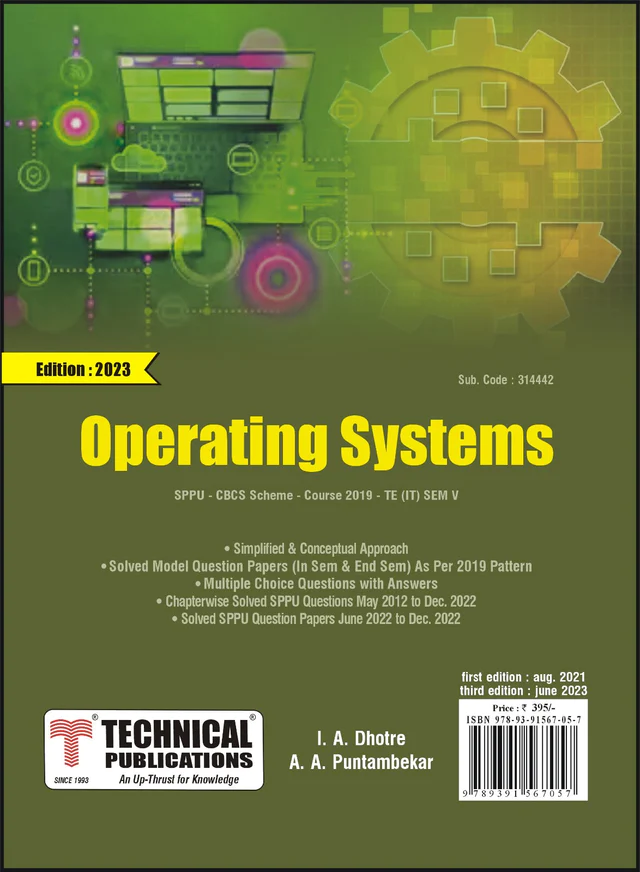 Edition : 2023
Sub. Code : 314442
Operating Systems
SPPU - CBCS Scheme - Course 2019 - TE (IT) SEM V
• Simplified & Conceptual Approach
• Solved Model Question Papers (In Sem & End Sem) As Per 2019 Pattern
• Multiple Choice Questions with Answers
• Chapterwise Solved SPPU Questions May 2012 to Dec. 2022
• Solved SPPU Question Papers June 2022 to Dec. 2022
first edition : aug. 2021
third edition : june 2023
Price : ₹ 395/-
ISBN 978-93-91567-05-7
9 789391 567057
I. A. Dhotre
A. A. Puntambekar
® TECHNICAL®
PUBLICATIONS
SINCE 1993 An Up-Thrust for Knowledge